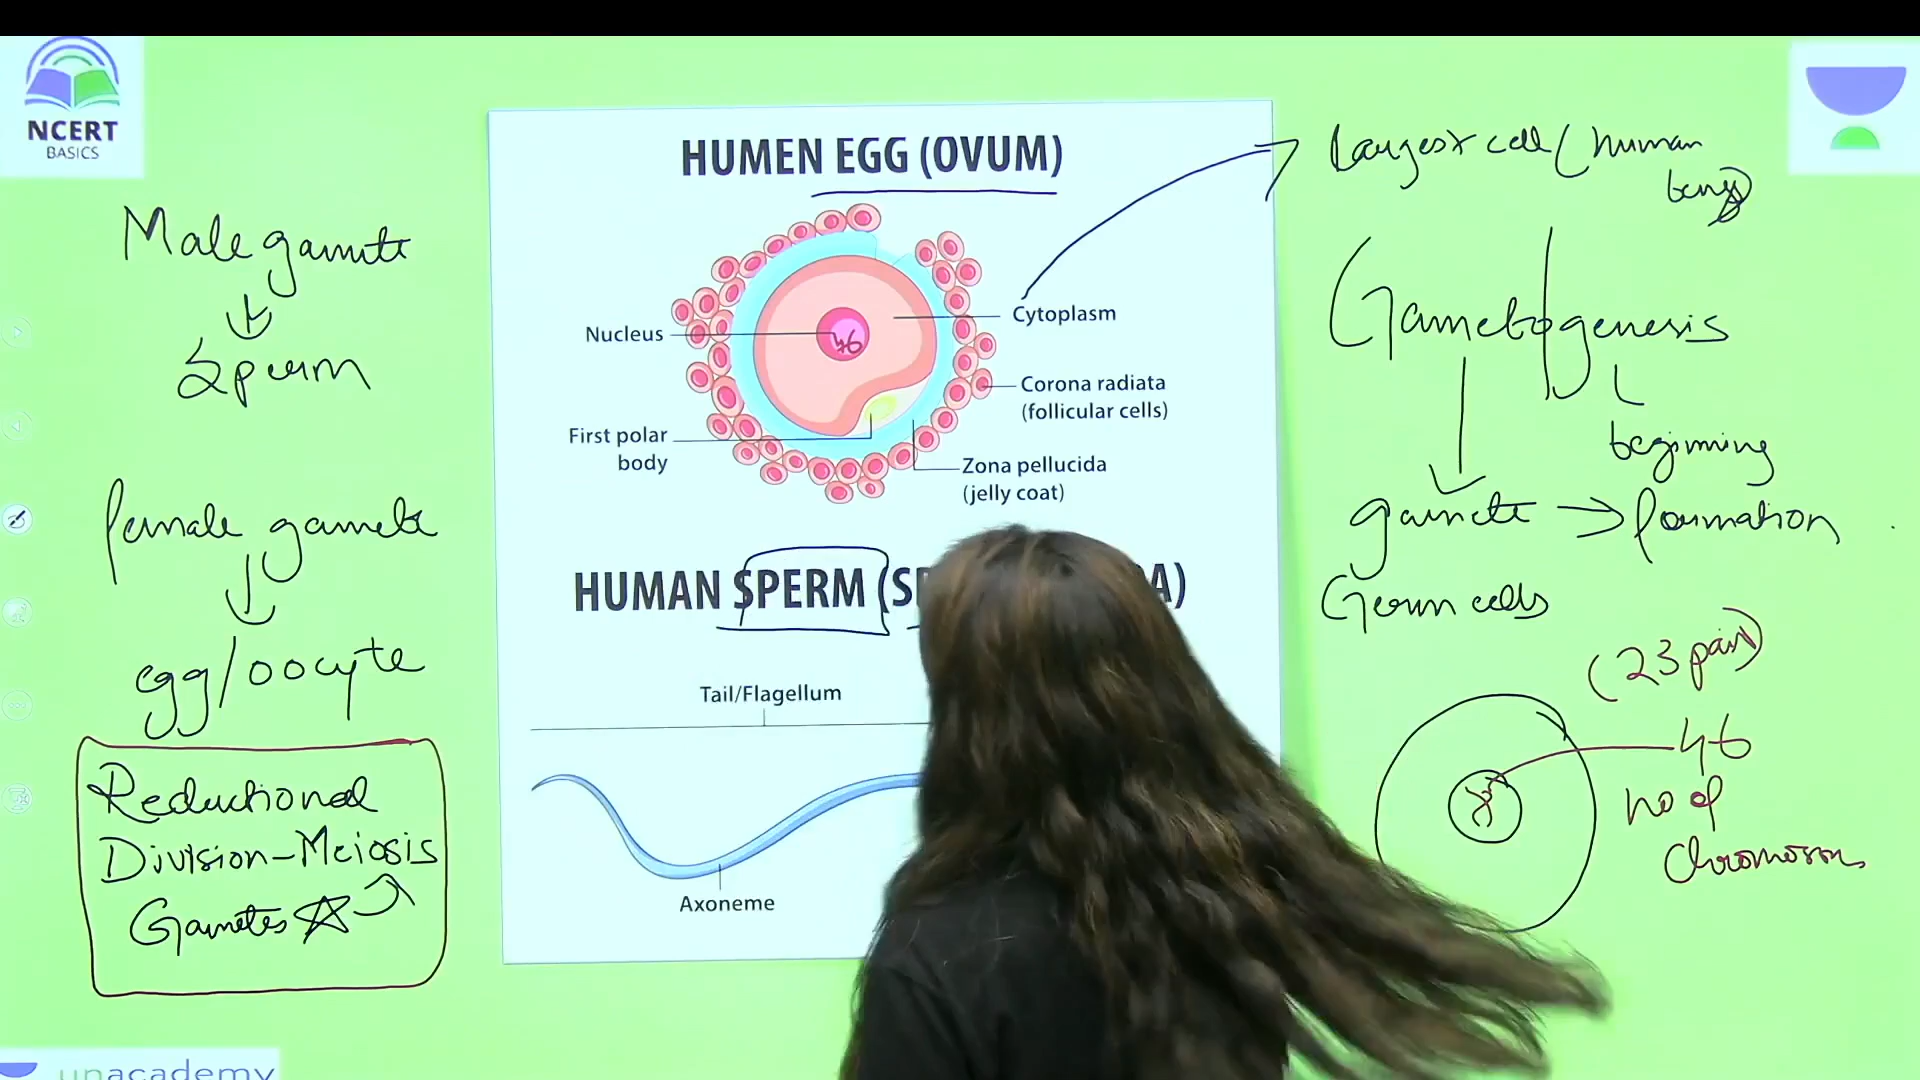 NCERT
BASICS
Male gamete
Sperm
female gamete
egg/oocyte
Reductional
Division-Meiosis
Gametes
unacademy
HUMEN EGG (OVUM)
Nucleus
46
Cytoplasm
Corona radiata
(follicular cells)
First polar
body
Zona pellucida
(jelly coat)
HUMAN SPERM (
Tail/Flagellum
Axoneme
Largest cell (human
Gametogenesis
beginning
gamete → formation
Germ cells
(23 pair)
46
no of
chromosom